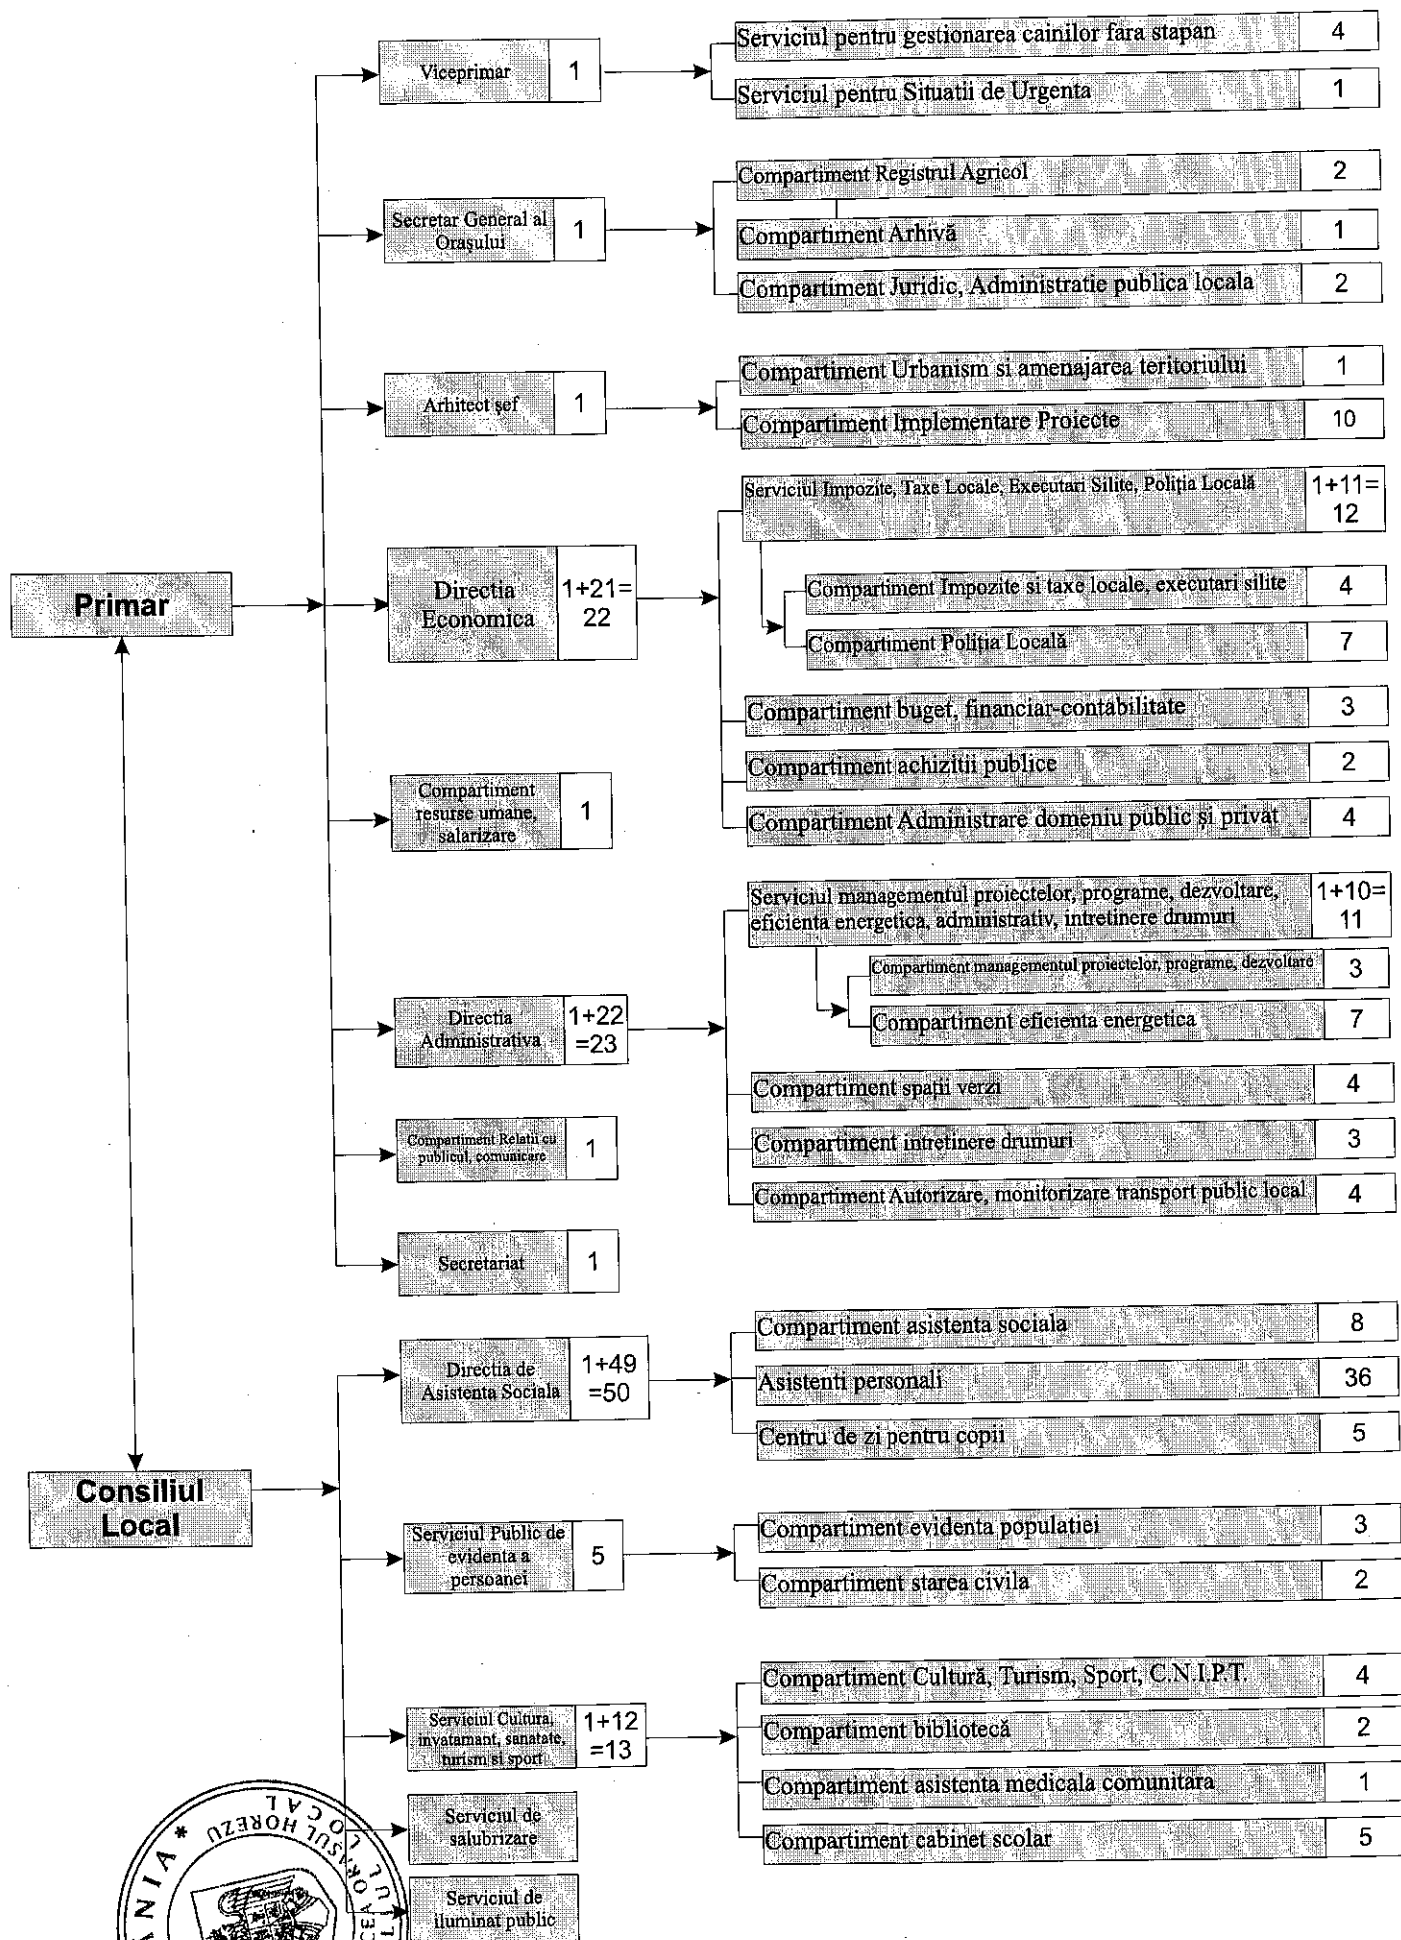 Primar
Viceprimar
1
Serviciul pentru gestionarea cainilor fara stapan
4
Serviciul pentru Situatii de Urgenta
1
Secretar General al
Orașului
1
Compartiment Registrul Agricol
2
Compartiment Arhivă
1
Compartiment Juridic, Administratie publica locala
2
Arhitect șef
1
Compartiment Urbanism si amenajarea teritoriului
1
Compartiment Implementare Proiecte
10
Directia
Economica
1+21=
22
Serviciul Impozite, Taxe Locale, Executari Silite, Poliția Locală
1+11=
12
Compartiment Impozite si taxe locale, executari silite
4
Compartiment Poliția Locală
7
Compartiment buget, financiar-contabilitate
3
Compartiment achizitii publice
2
Compartiment Administrare domeniu public și privat
4
Compartiment
resurse umane,
salarizare
1
Directia
Administrativa
1+22
=23
Serviciul managementul proiectelor, programe, dezvoltare,
eficienta energetica, administrativ, intretinere drumuri
1+10=
11
Compartiment managementul proiectelor, programe, dezvoltare
3
Compartiment eficienta energetica
7
Compartiment spații verzi
4
Compartiment intretinere drumuri
3
Compartiment Autorizare, monitorizare transport public local
4
Compartiment Relatii cu
publicul, comunicare
1
Secretariat
1
Consiliul
Local
Directia de
Asistenta Sociala
1+49
=50
Compartiment asistenta sociala
8
Asistenti personali
36
Centru de zi pentru copii
5
Serviciul Public de
evidenta a
persoanei
5
Compartiment evidenta populatiei
3
Compartiment starea civila
2
Serviciul Cultura,
invatamant, sanatate,
turism si sport
1+12
=13
Compartiment Cultură, Turism, Sport, C.N.I.P.T.
4
Compartiment bibliotecă
2
Compartiment asistenta medicala comunitara
1
Compartiment cabinet scolar
5
Serviciul de
salubrizare
Serviciul de
iluminat public
ORAȘUL HOREZU
LOCAL